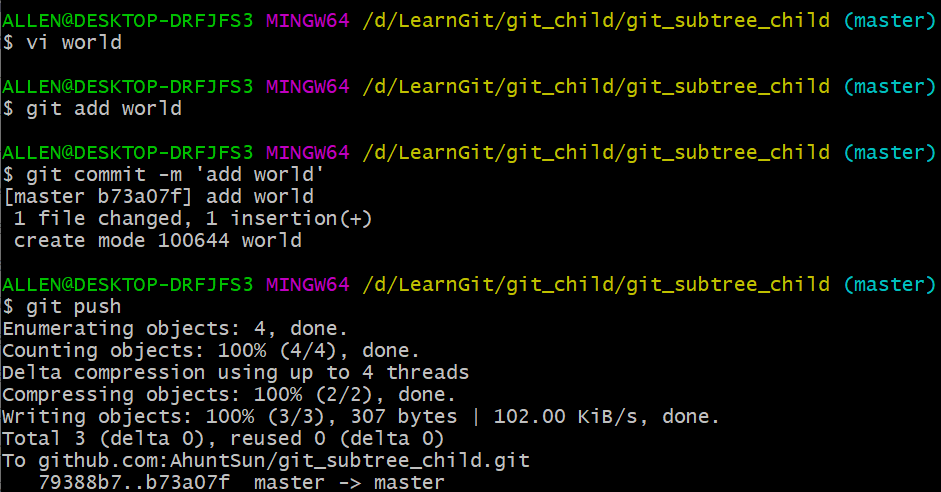 ALLEN@DESKTOP-DRFJFS3 MINGW64 /d/LearnGit/git_child/git_subtree_child (master)
$ vi world
ALLEN@DESKTOP-DRFJFS3 MINGW64 /d/LearnGit/git_child/git_subtree_child (master)
$ git add world
ALLEN@DESKTOP-DRFJFS3 MINGW64 /d/LearnGit/git_child/git_subtree_child (master)
$ git commit -m 'add world'
[master b73a07f] add world
 1 file changed, 1 insertion(+)
 create mode 100644 world
ALLEN@DESKTOP-DRFJFS3 MINGW64 /d/LearnGit/git_child/git_subtree_child (master)
$ git push
Enumerating objects: 4, done.
Counting objects: 100% (4/4), done.
Delta compression using up to 4 threads
Compressing objects: 100% (2/2), done.
Writing objects: 100% (3/3), 307 bytes | 102.00 KiB/s, done.
Total 3 (delta 0), reused 0 (delta 0)
To github.com:AhuntSun/git_subtree_child.git
   79388b7..b73a07f  master -> master